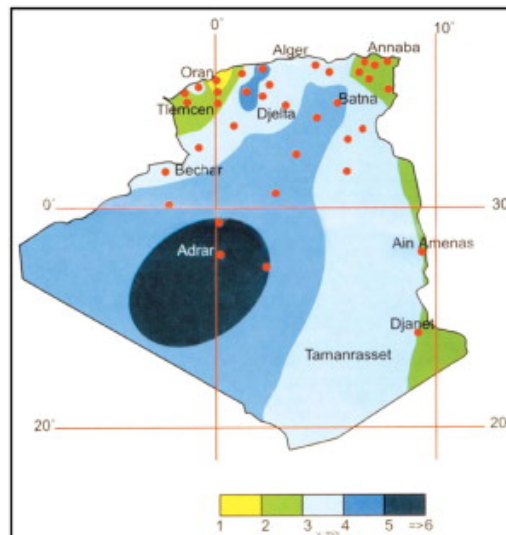 0˚ 10˚
Alger Annaba
Oran
Batna
Tlemcen Djelfa
Bechar
0˚ 30
Adrar Ain Amenas
Djanet
Tamanrasset
20˚ 20
1 2 3 4 5 =>6